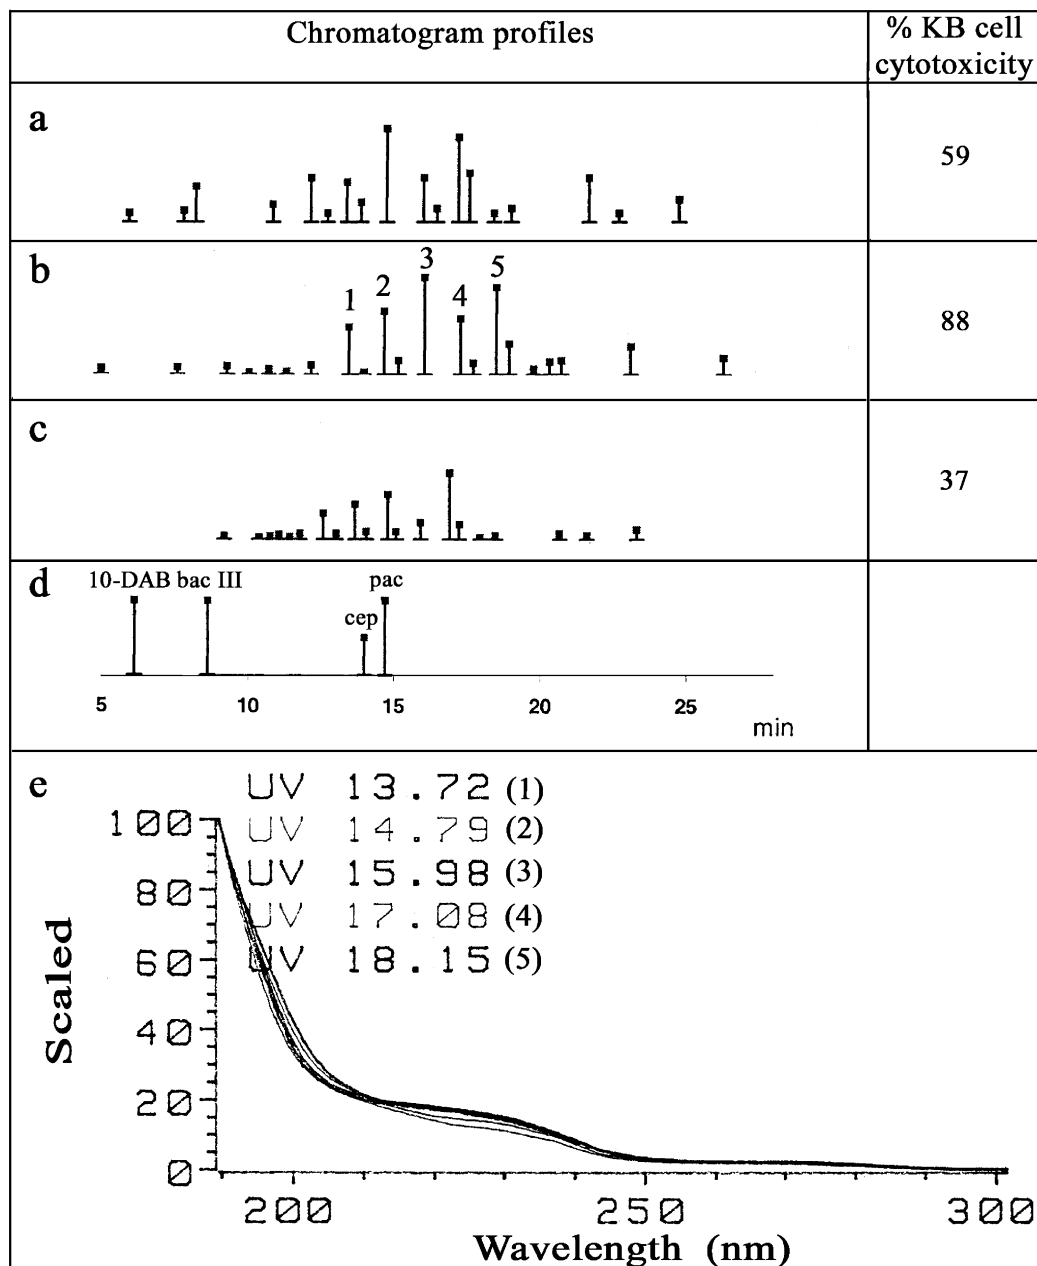 Chromatogram profiles
% KB cell
cytotoxicity
a
59
b
1
2
3
4
5
88
c
37
d
10-DAB bac III
cep
pac
5
10
15
20
25
min
e
UV 13.72 (1)
UV 14.79 (2)
UV 15.98 (3)
UV 17.08 (4)
UV 18.15 (5)
100
80
60
40
20
0
Scaled
200
250
300
Wavelength (nm)